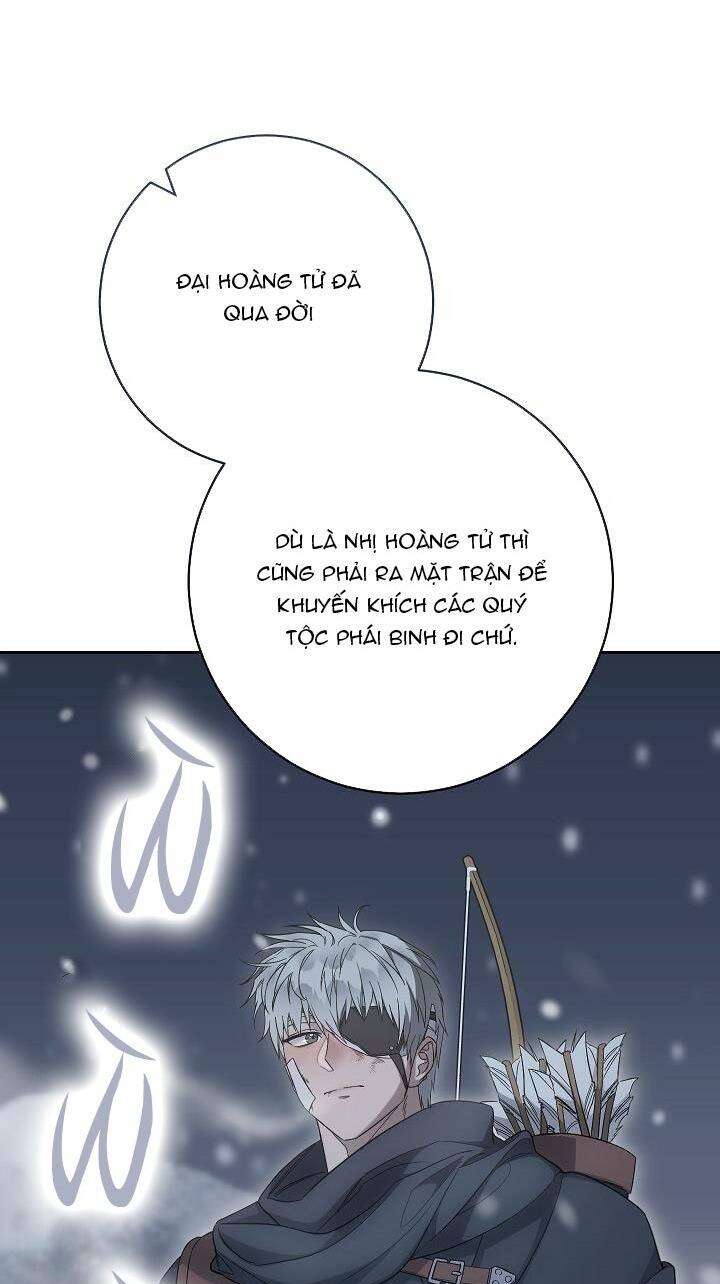 ĐẠI HOÀNG TỬ ĐÃ
QUA ĐỜI
DÙ LÀ NHỊ HOÀNG TỬ THÌ
CŨNG PHẢI RA MẶT TRẬN ĐỂ
KHUYẾN KHÍCH CÁC QUÝ
TỘC PHÁI BINH ĐI CHỨ.
Ù
Ù